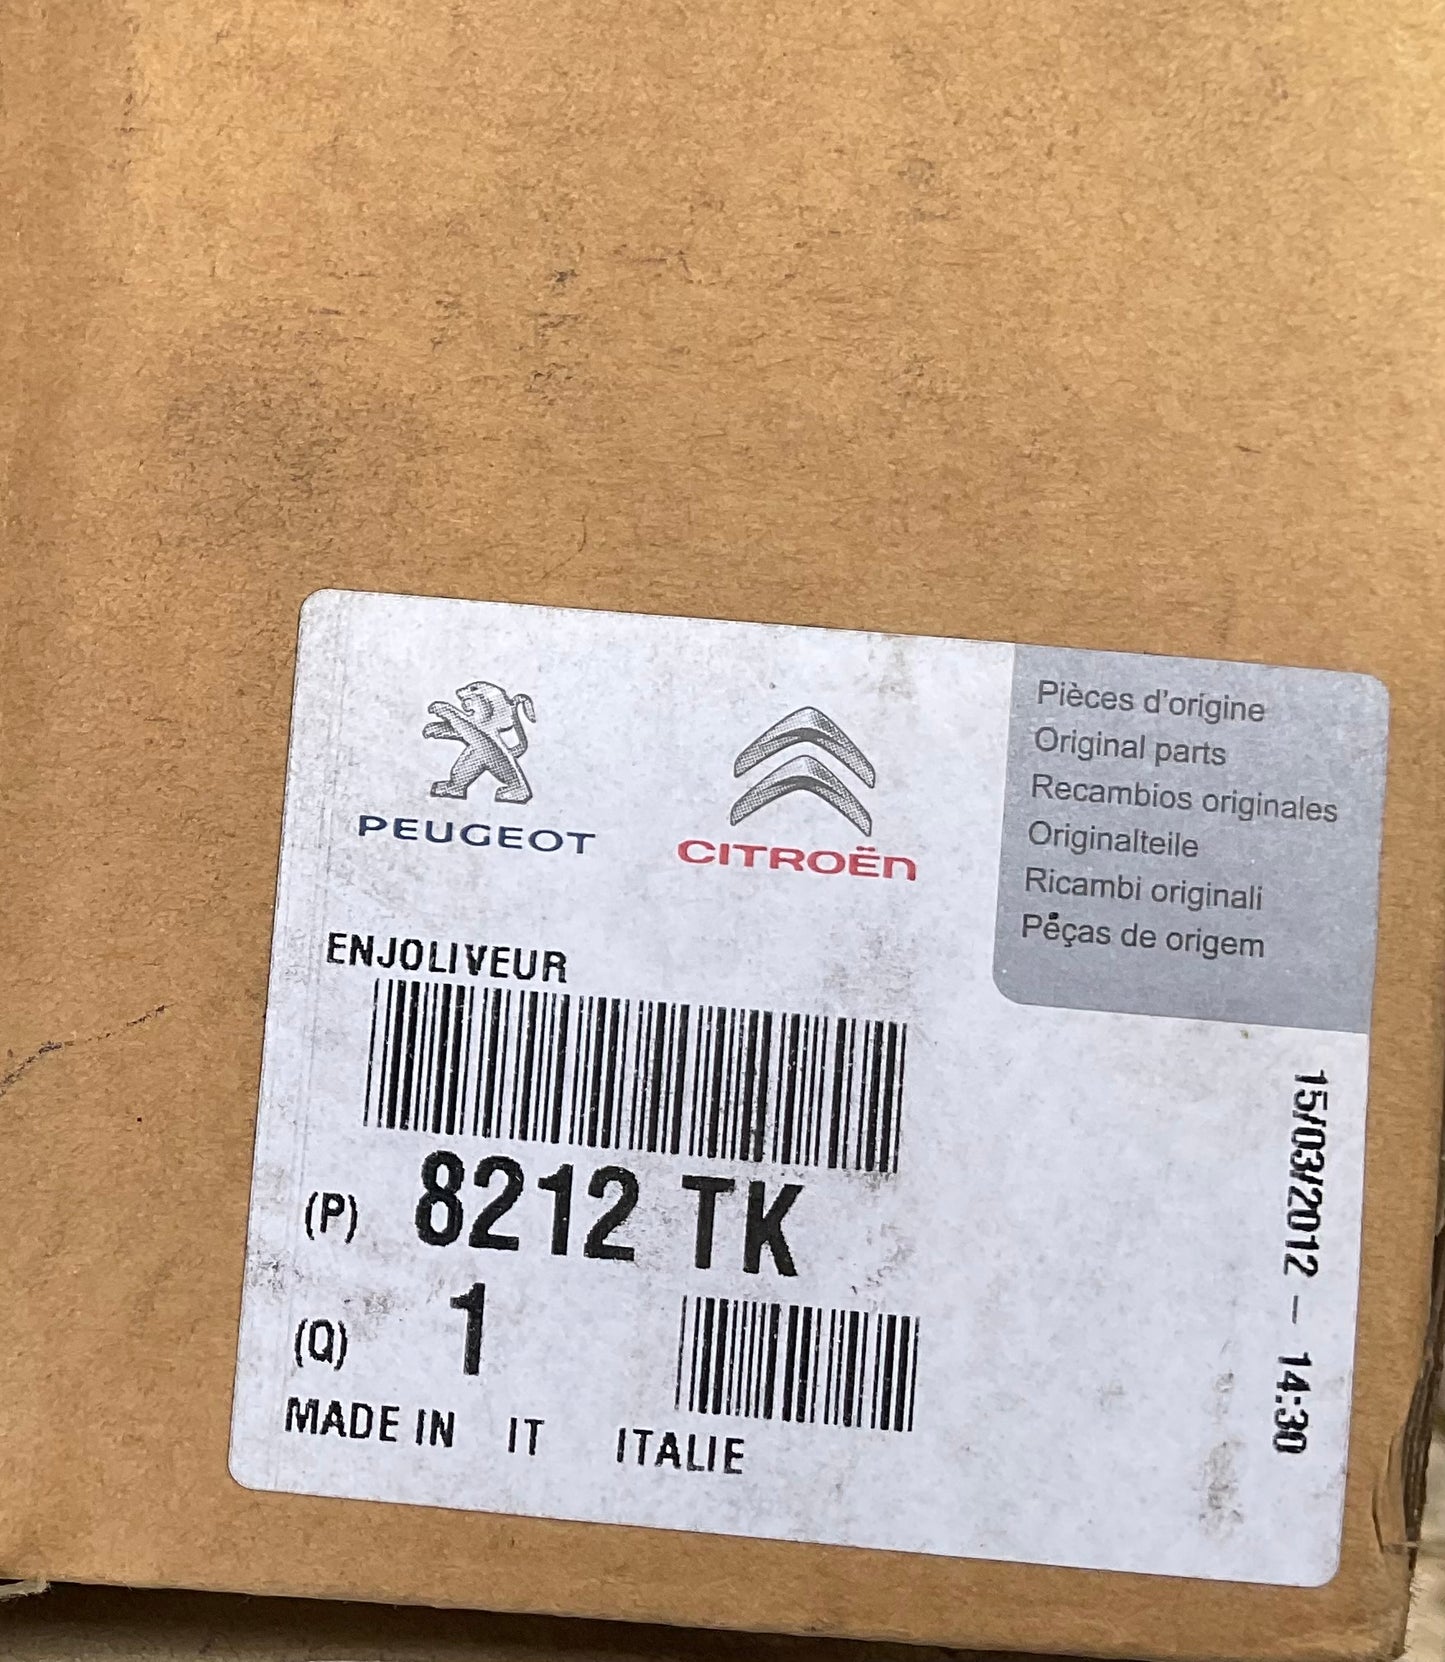 PEUGEOT
CITROËn
Pièces d'origine
Original parts
Recambios originales
Originalteile
Ricambi originali
Peças de origem
ENJOLIVEUR
(P) 8212 TK
(Q) 1
MADE IN IT ITALIE
15/03/2012 - 14:30